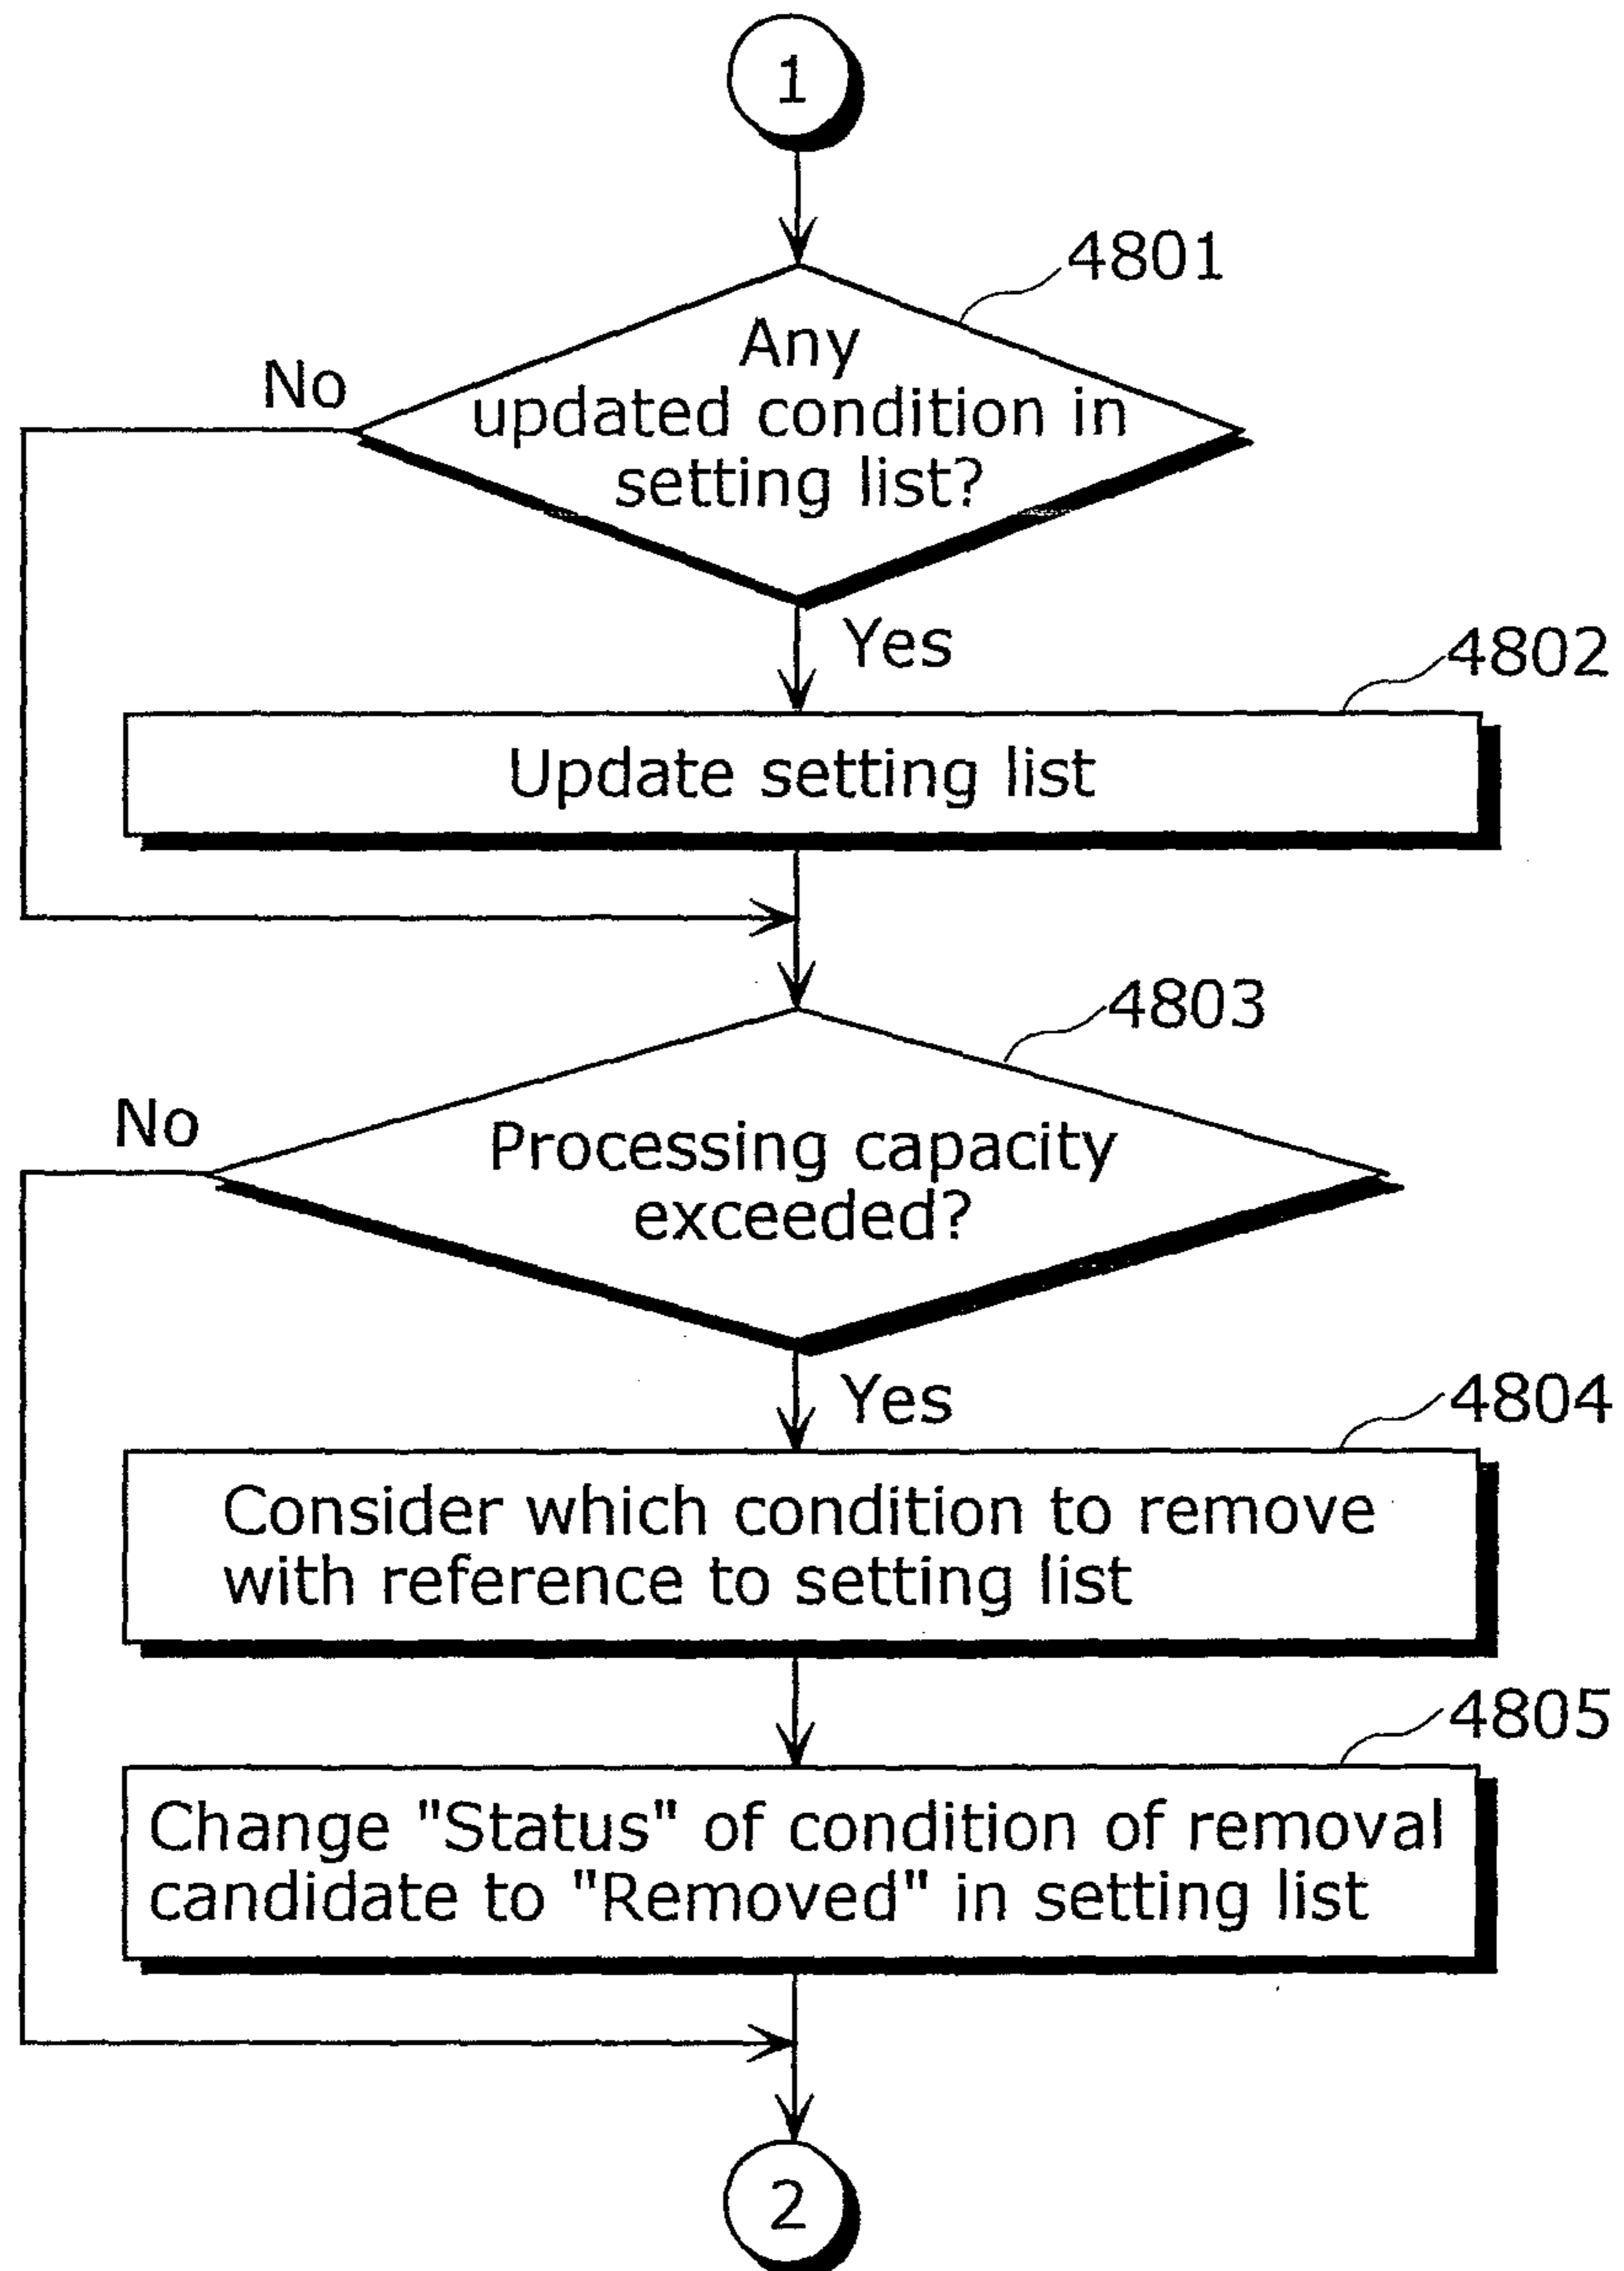 1
4801
Any
No
updated condition in
setting list?
Yes
4802
Update setting list
4803
No
Processing capacity
exceeded?
Yes
4804
Consider which condition to remove
with reference to setting list
4805
Change "Status" of condition of removal
candidate to "Removed" in setting list
2